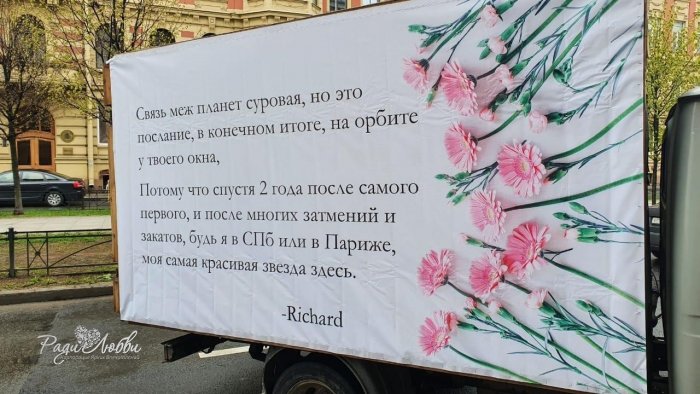 Связь меж планет суровая, но это
послание, в конечном итоге, на орбите
у твоего окна,
Потому что спустя 2 года после самого
первого, и после многих затмений и
закатов, будь я в СПб или в Париже,
моя самая красивая звезда здесь.
-Richard
Ради Любви